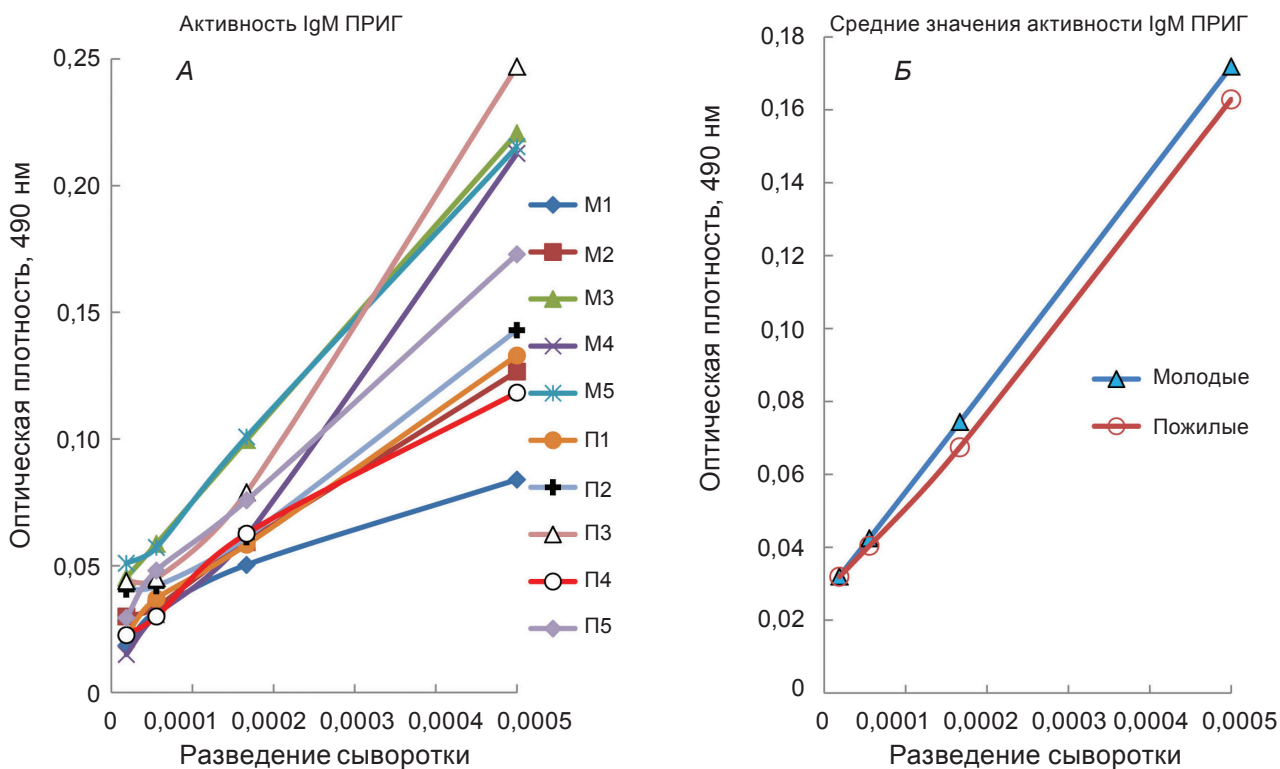 Активность IgM ПРИГ
А
Оптическая плотность, 490 нм
0,25
0,20
0,15
0,10
0,05
0
0
0,0001
0,0002
0,0003
0,0004
0,0005
Разведение сыворотки
М1
М2
М3
М4
М5
П1
П2
П3
П4
П5
Средние значения активности IgM ПРИГ
Б
Оптическая плотность, 490 нм
0,18
0,16
0,14
0,12
0,10
0,08
0,06
0,04
0,02
0
0
0,0001
0,0002
0,0003
0,0004
0,0005
Разведение сыворотки
Молодые
Пожилые